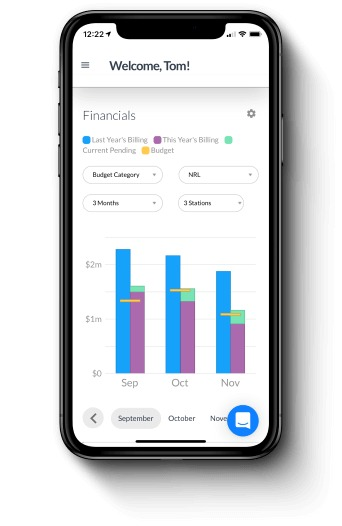 12:22
Welcome, Tom!
Financials
Last Year's Billing This Year's Billing
Current Pending Budget
Budget Category NRL
3 Months 3 Stations
$2m
$1m
$0
Sep Oct Nov
September October Nove